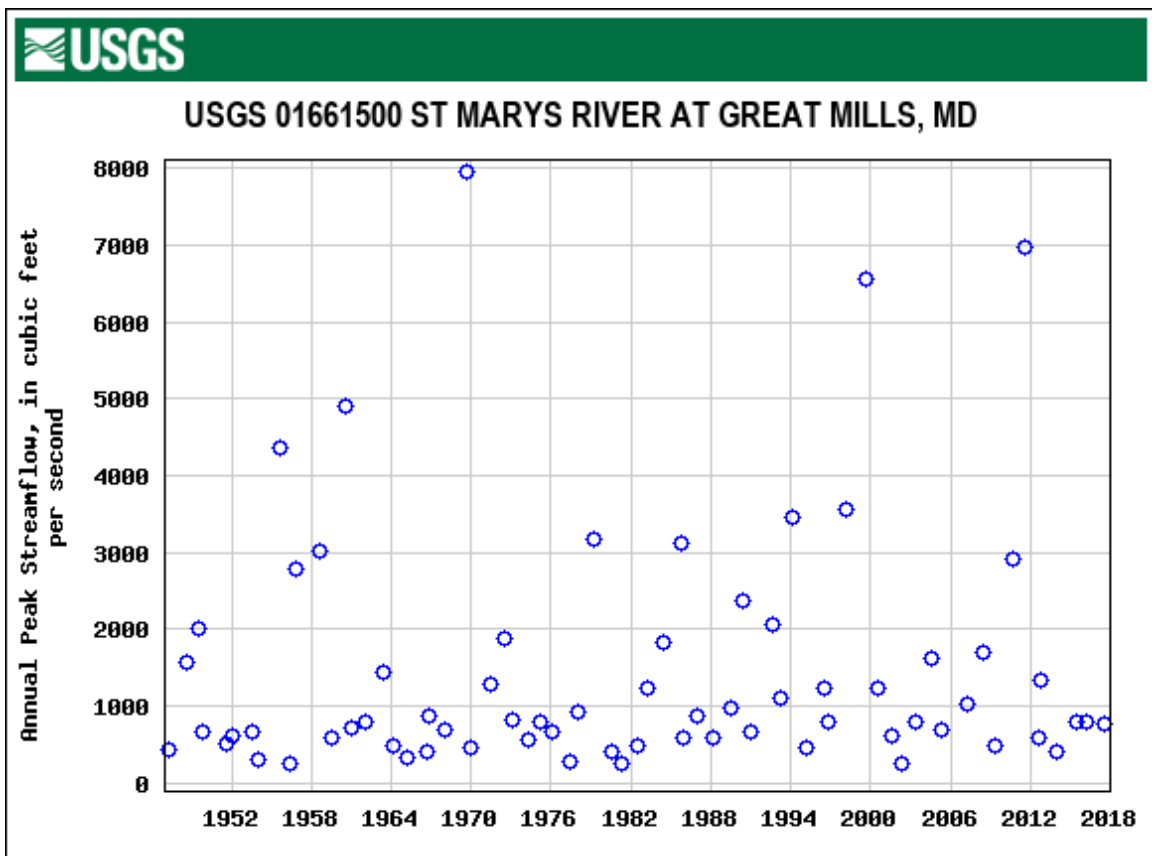 USGS
USGS 01661500 ST MARYS RIVER AT GREAT MILLS, MD
Annual Peak Streamflow, in cubic feet
per second
8000
7000
6000
5000
4000
3000
2000
1000
0
1952 1958 1964 1970 1976 1982 1988 1994 2000 2006 2012 2018